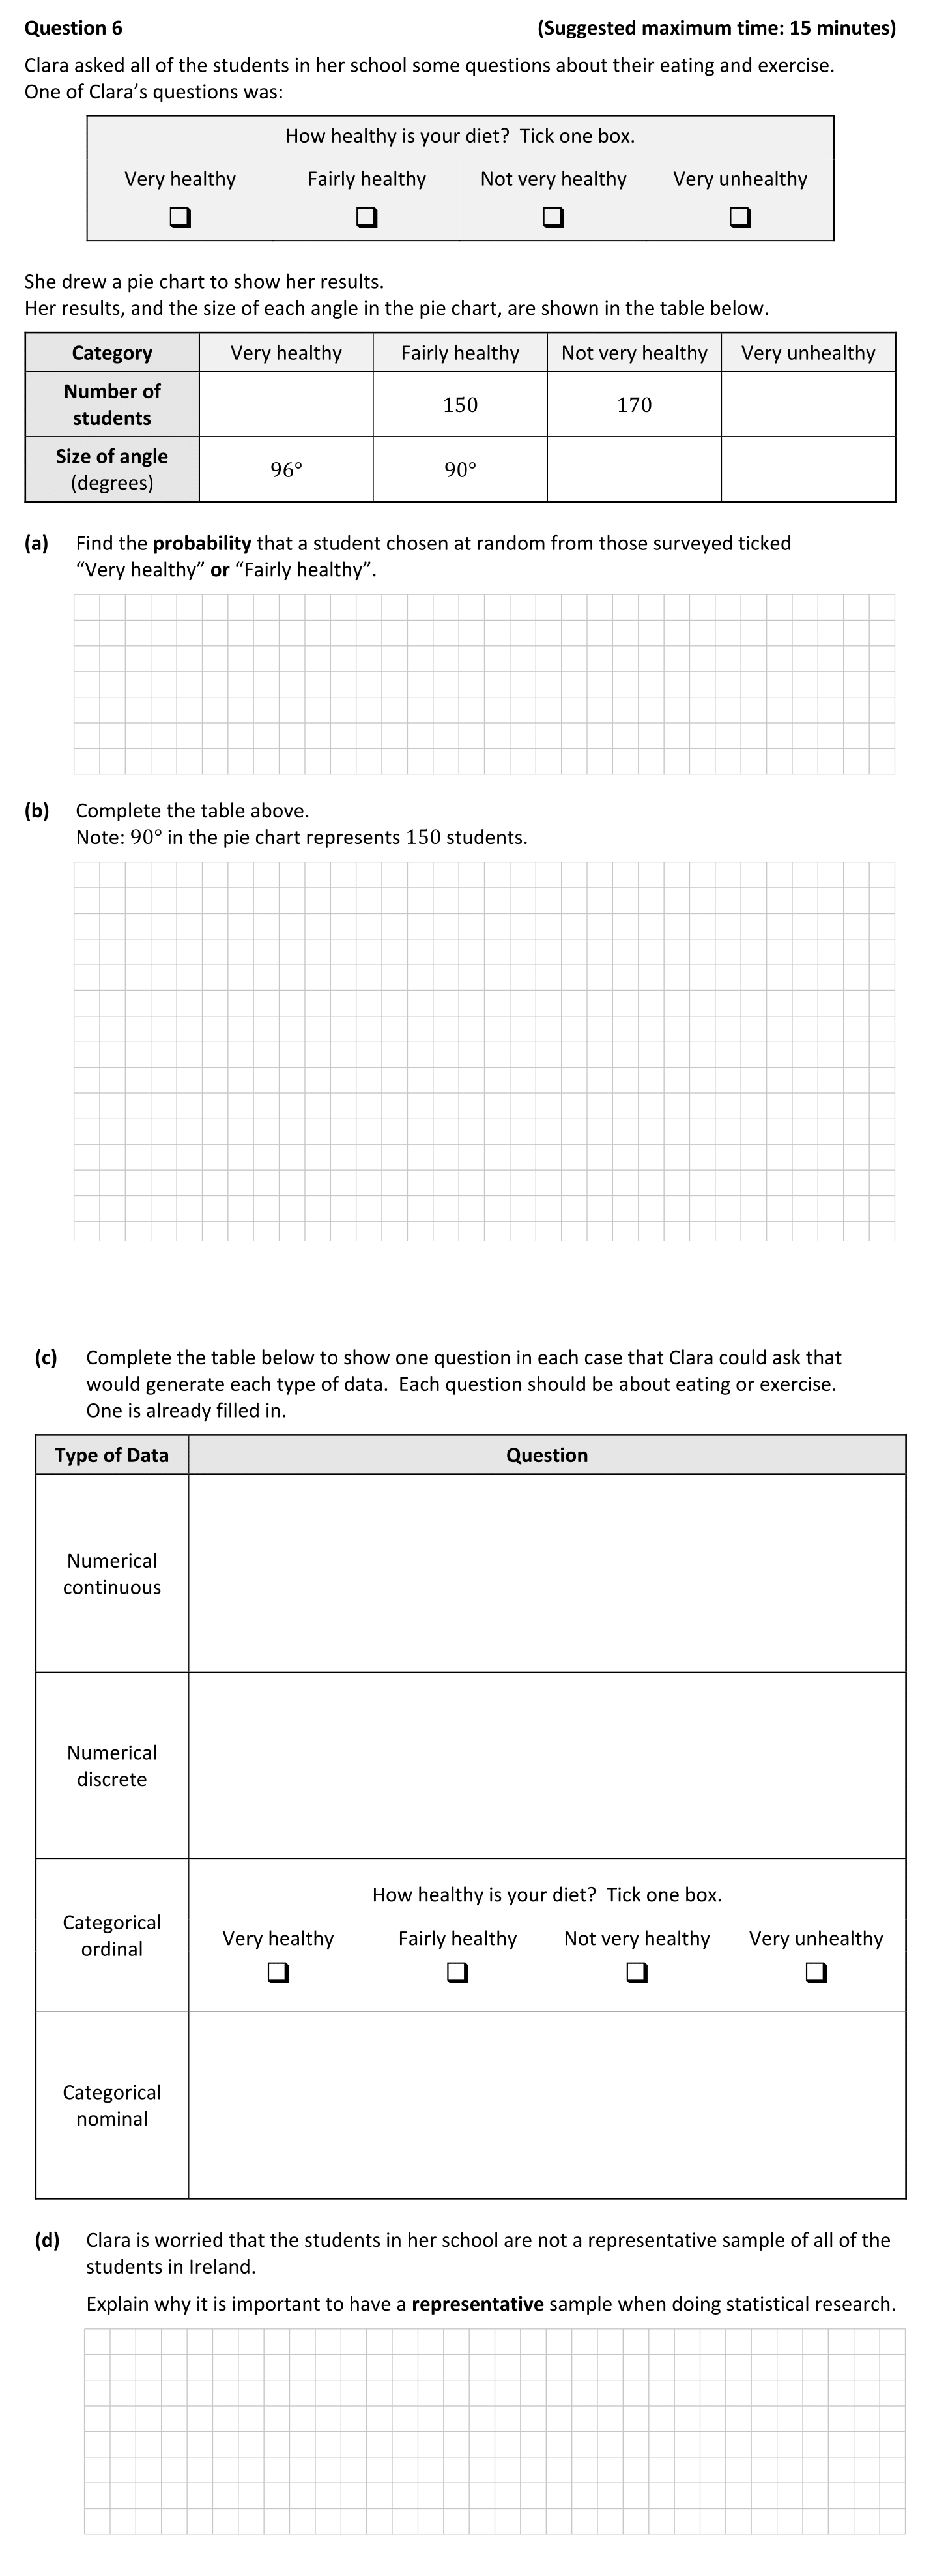 Question 6 (Suggested maximum time: 15 minutes)
Clara asked all of the students in her school some questions about their eating and exercise.
One of Clara’s questions was:
How healthy is your diet? Tick one box.
Very healthy Fairly healthy Not very healthy Very unhealthy
❑ ❑ ❑ ❑
She drew a pie chart to show her results.
Her results, and the size of each angle in the pie chart, are shown in the table below.
Category Very healthy Fairly healthy Not very healthy Very unhealthy
Number of
students 150 170
Size of angle
(degrees) 96° 90°
(a) Find the probability that a student chosen at random from those surveyed ticked
“Very healthy” or “Fairly healthy”.
(b) Complete the table above.
Note: 90° in the pie chart represents 150 students.
(c) Complete the table below to show one question in each case that Clara could ask that
would generate each type of data. Each question should be about eating or exercise.
One is already filled in.
Type of Data Question
Numerical
continuous
Numerical
discrete
Categorical
ordinal
How healthy is your diet? Tick one box.
Very healthy Fairly healthy Not very healthy Very unhealthy
❑ ❑ ❑ ❑
Categorical
nominal
(d) Clara is worried that the students in her school are not a representative sample of all of the
students in Ireland.
Explain why it is important to have a representative sample when doing statistical research.